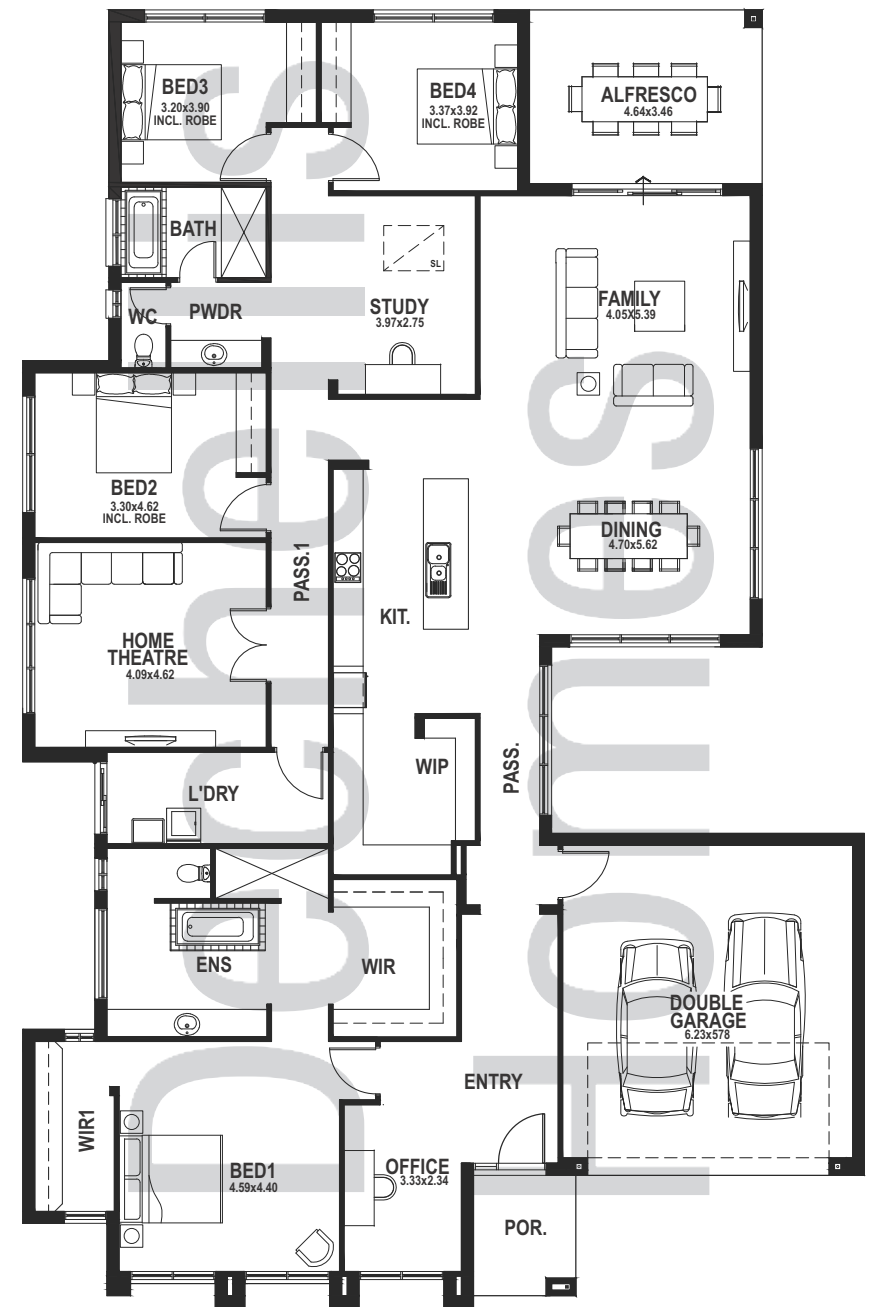 BED3
3.20x3.90
INCL. ROBE
BED4
3.37x3.92
INCL. ROBE
ALFRESCO
4.64x3.46
BATH
SL
WC
PWDR
STUDY
3.97x2.75
FAMILY
4.05X5.39
BED2
3.30x4.62
INCL. ROBE
DINING
4.70x5.62
PASS.1
KIT.
HOME
THEATRE
4.09x4.62
WIP
PASS.
L'DRY
ENS
WIR
DOUBLE
GARAGE
6.23x578
ENTRY
WIR1
BED1
4.59x4.40
OFFICE
3.33x2.34
POR.